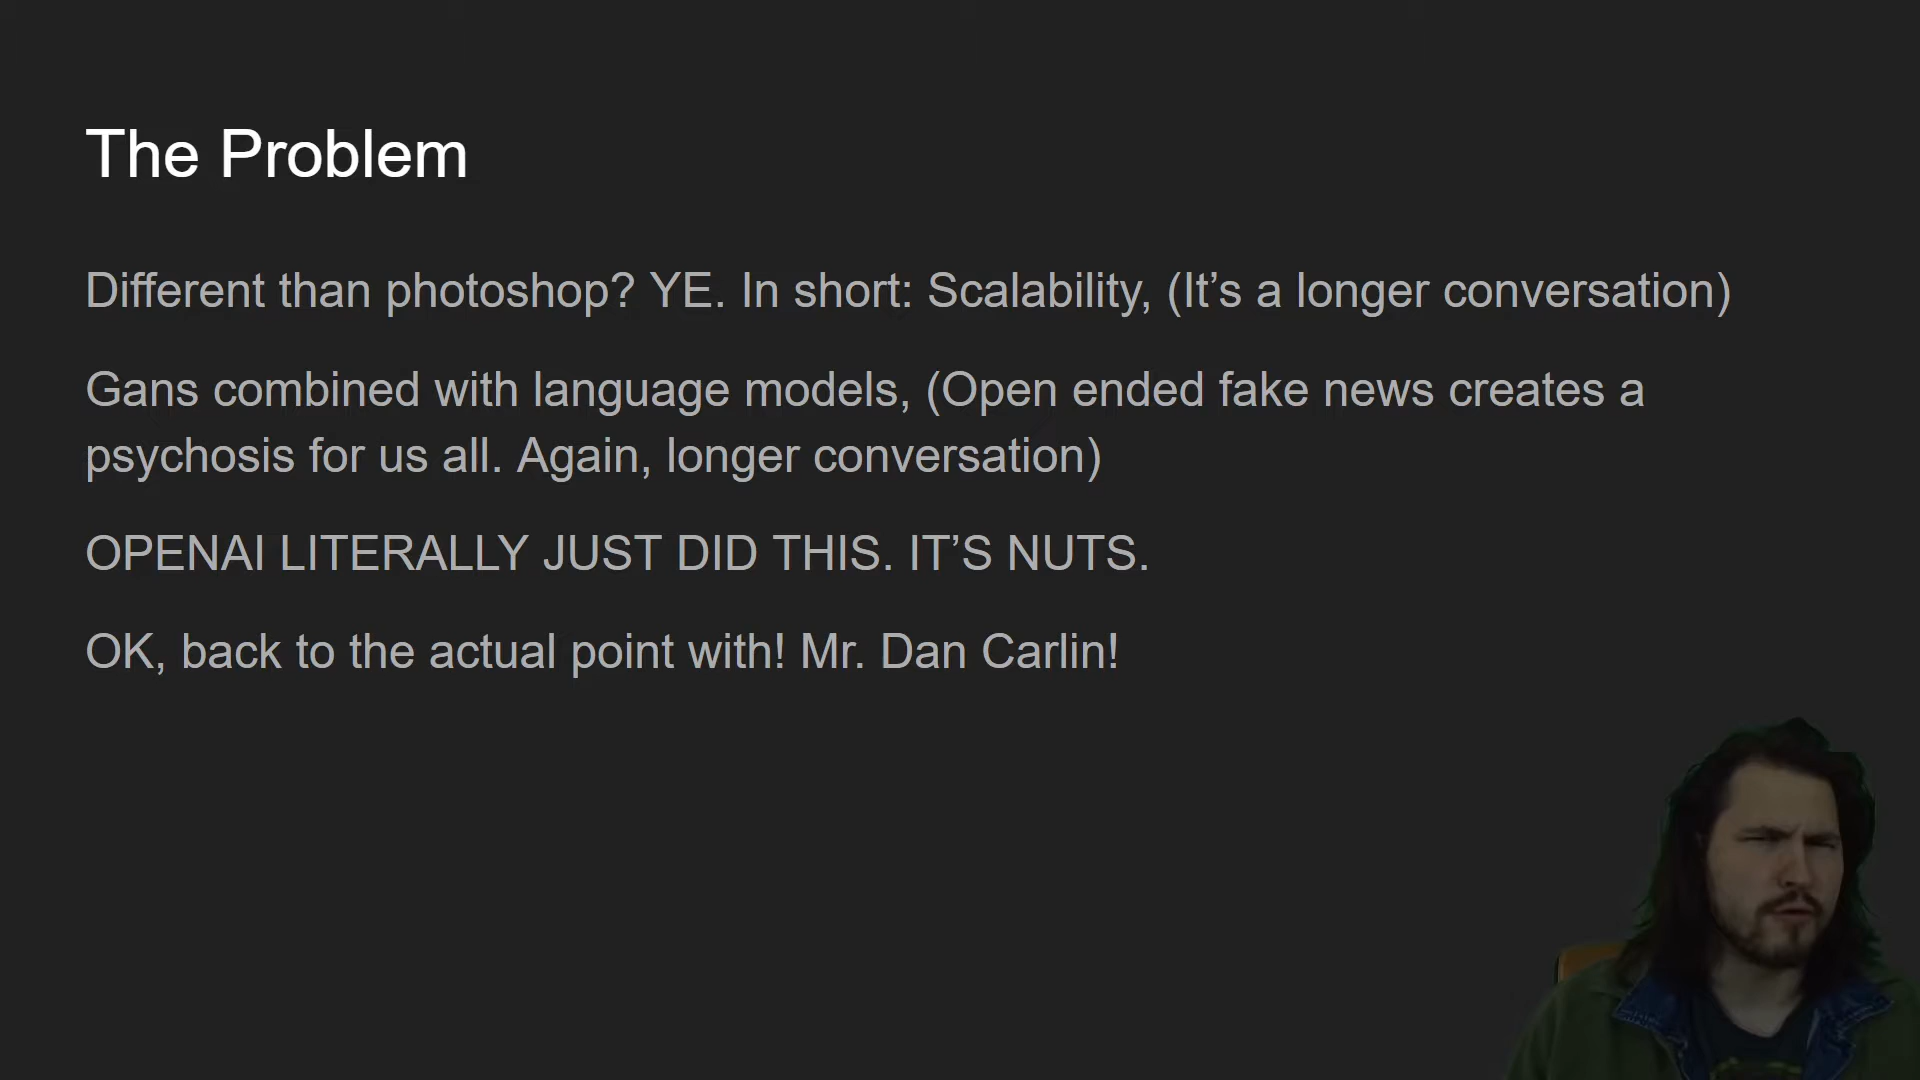 The Problem
Different than photoshop? YE. In short: Scalability, (It’s a longer conversation)
Gans combined with language models, (Open ended fake news creates a
psychosis for us all. Again, longer conversation)
OPENAI LITERALLY JUST DID THIS. IT’S NUTS.
OK, back to the actual point with! Mr. Dan Carlin!